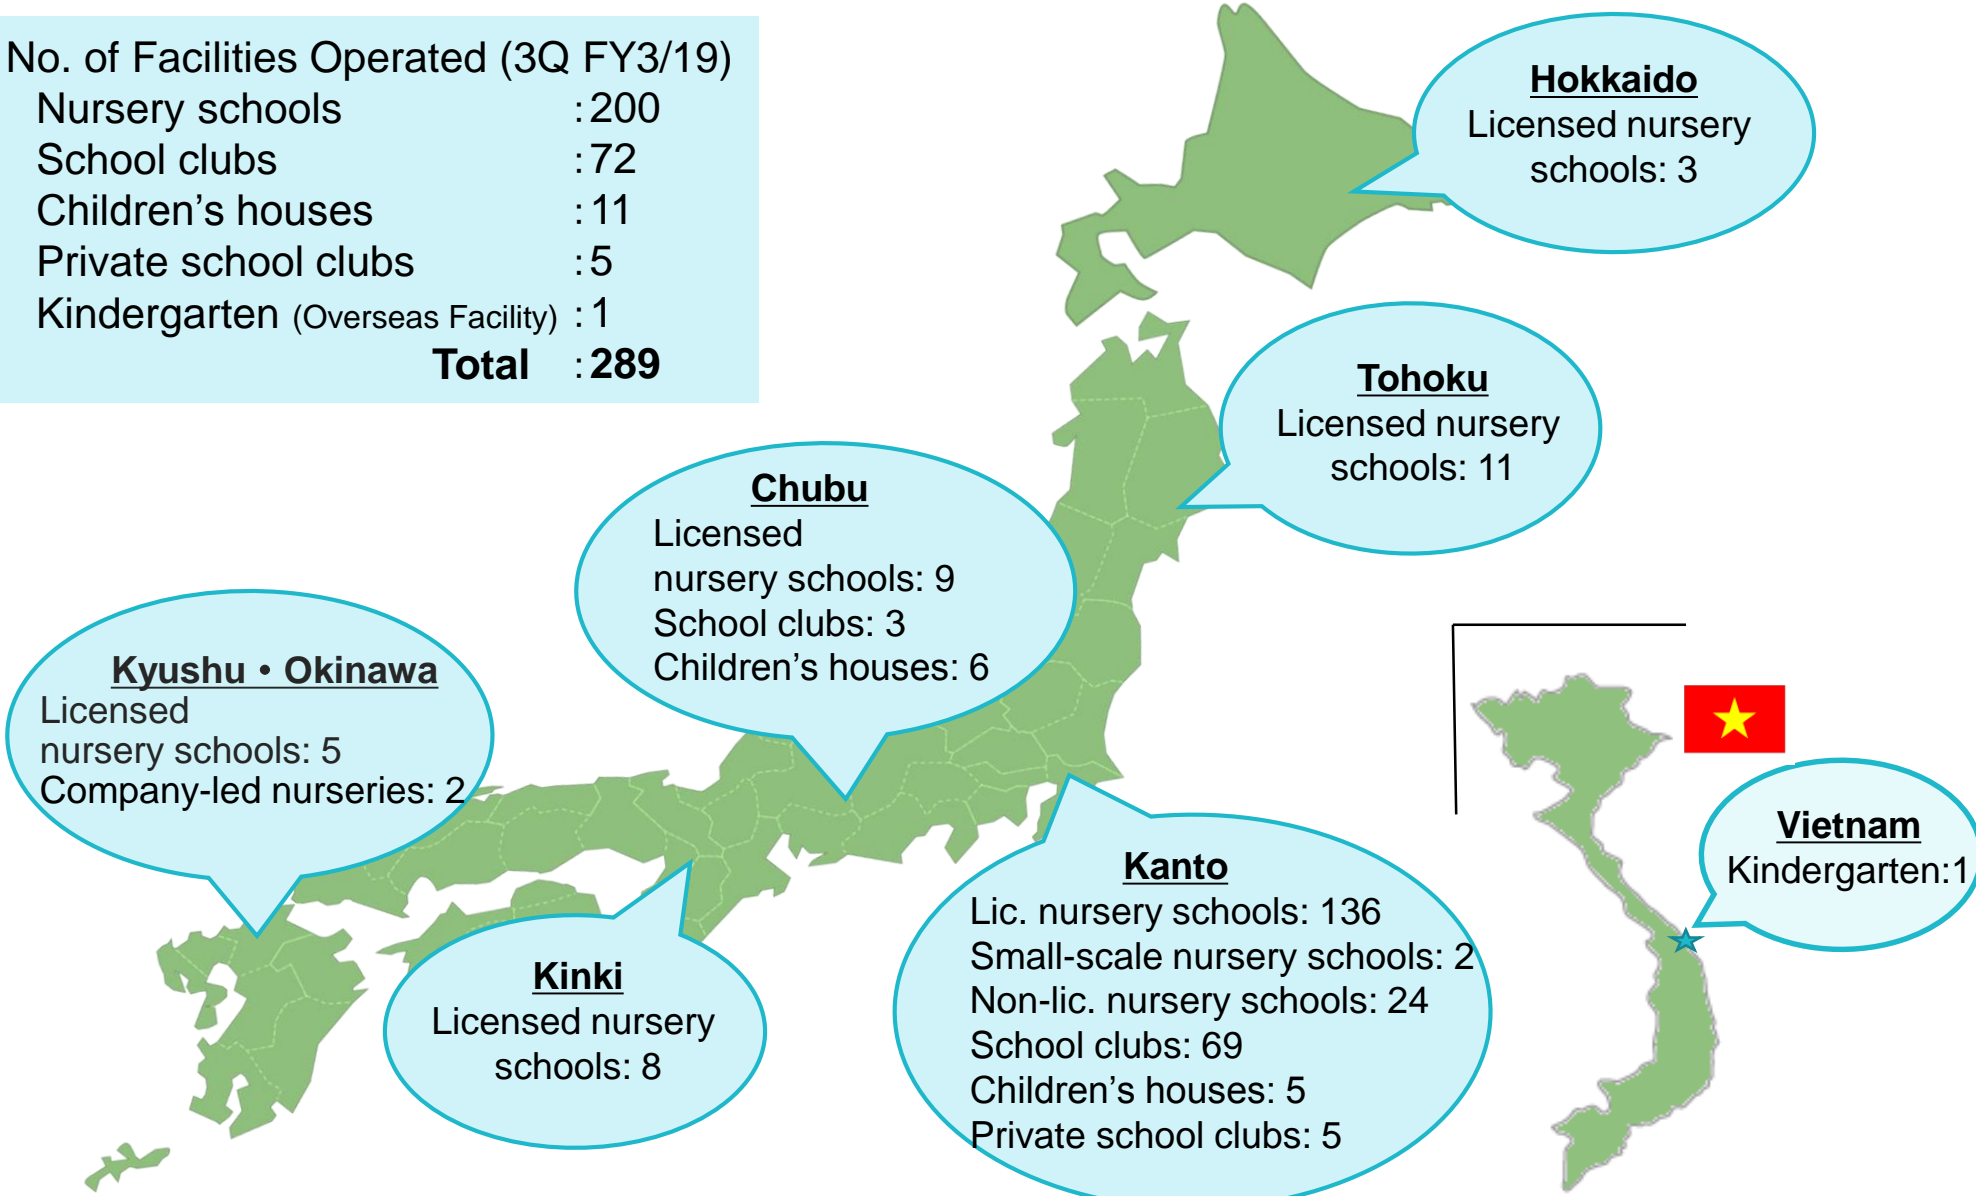 No. of Facilities Operated (3Q FY3/19)
Nursery schools :200
School clubs :72
Children’s houses :11
Private school clubs :5
Kindergarten (Overseas Facility) :1
Total :289
Hokkaido
Licensed nursery
schools: 3
Tohoku
Licensed nursery
schools: 11
Chubu
Licensed
nursery schools: 9
School clubs: 3
Children’s houses: 6
Kyushu・Okinawa
Licensed
nursery schools: 5
Company-led nurseries: 2
Kinki
Licensed nursery
schools: 8
Kanto
Lic. nursery schools: 136
Small-scale nursery schools: 2
Non-lic. nursery schools: 24
School clubs: 69
Children’s houses: 5
Private school clubs: 5
Vietnam
Kindergarten:1